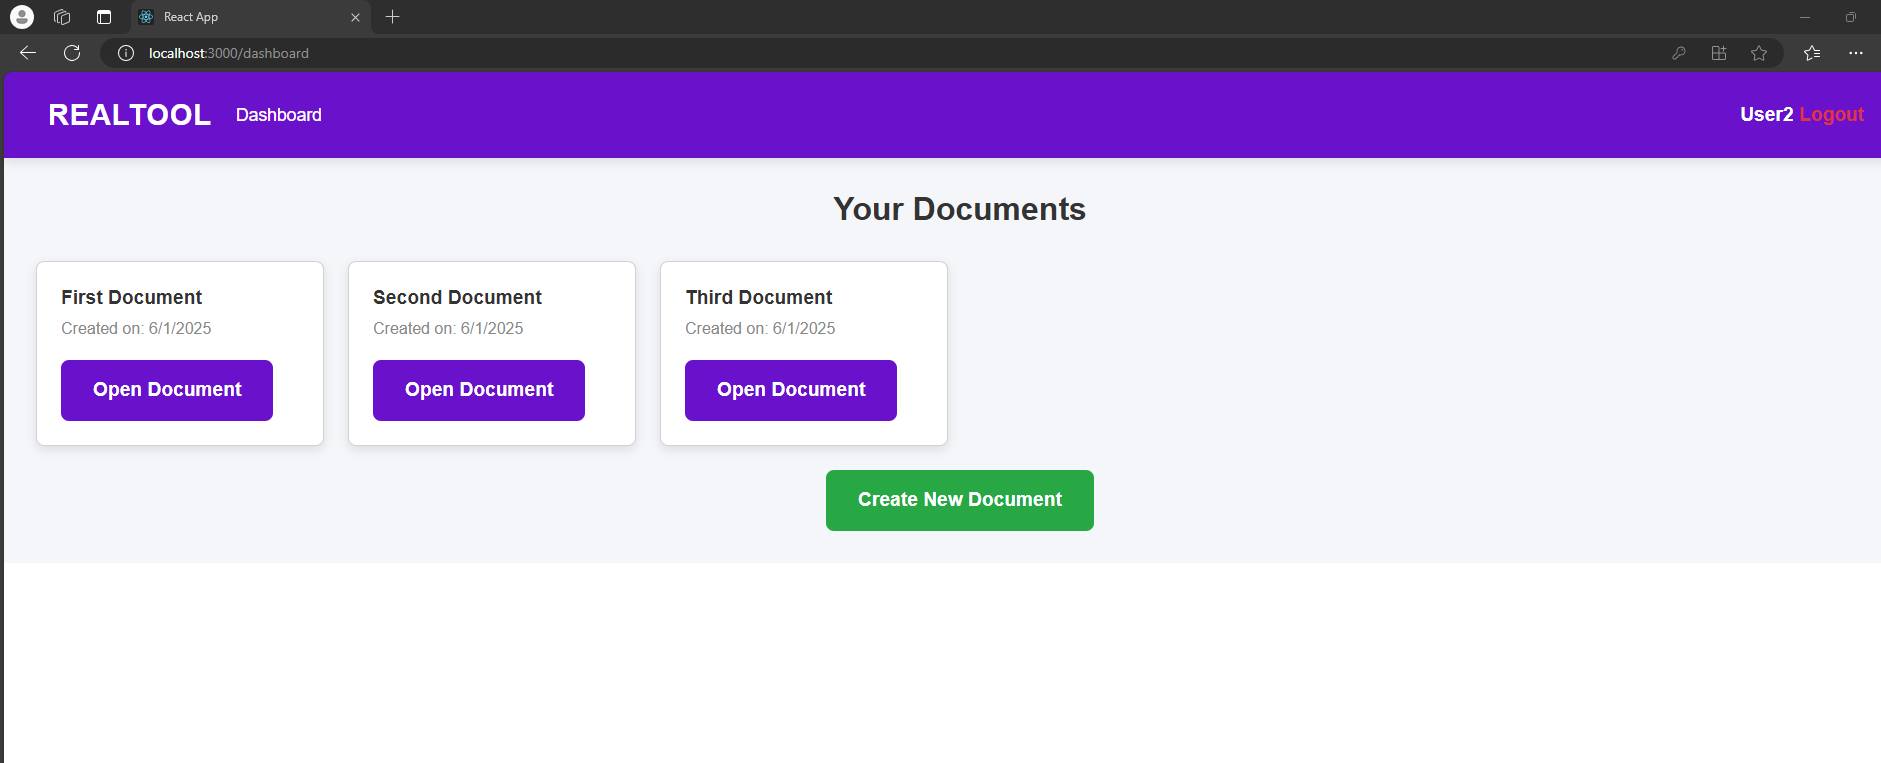 React App
localhost:3000/dashboard
REALTOOL Dashboard User2 Logout
Your Documents
First Document
Created on: 6/1/2025
Open Document
Second Document
Created on: 6/1/2025
Open Document
Third Document
Created on: 6/1/2025
Open Document
Create New Document